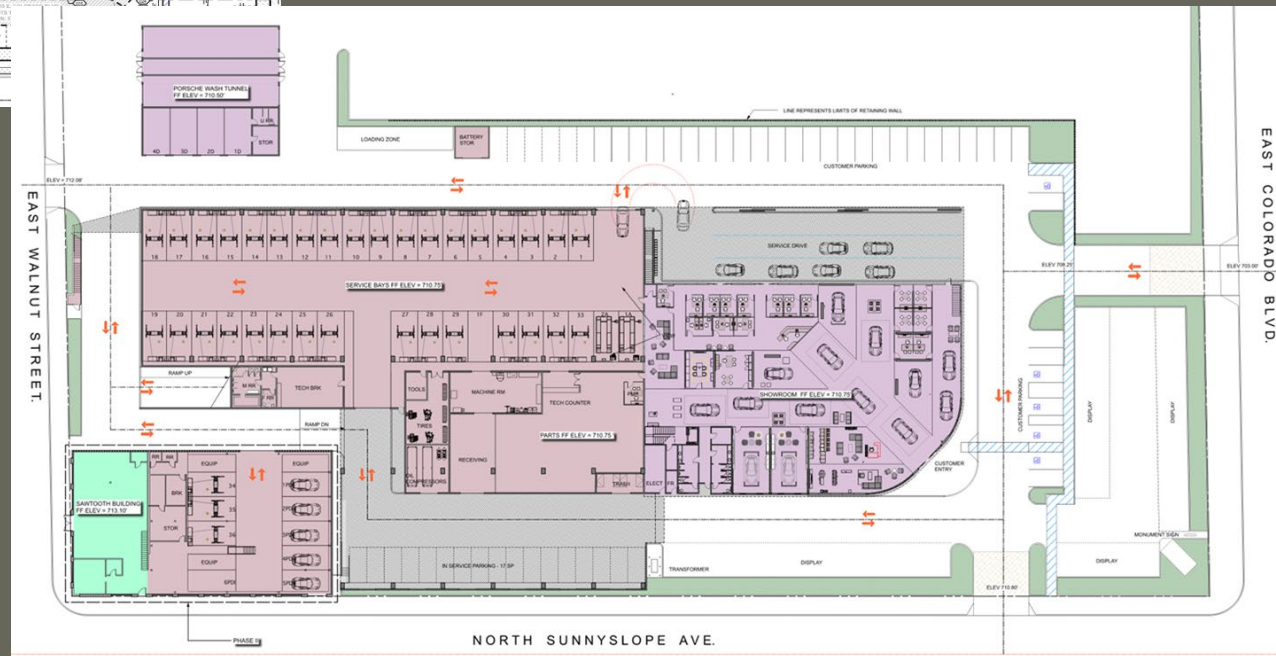 PORSCHE WASH TUNNEL
FF ELEV = 710.50'
4D 3D 2D 1D
U RR
STOR
LOADING ZONE
BATTERY
STOR
LINE REPRESENTS LIMITS OF RETAINING WALL
CUSTOMER PARKING
ELEV = 712.08'
EAST WALNUT STREET.
EAST COLORADO BLVD.
18 17 16 15 14 13 12 11 10 9 8 7 6 5 4 3 2 1
SERVICE DRIVE
SERVICE BAYS FF ELEV = 710.75'
ELEV 703.00'
19 20 21 22 23 24 25 26 27 28 29 30 31 32 33
RAMP UP
M RR
F RR
TECH BRK
TOOLS
MACHINE RM
TECH COUNTER
SHOWROOM FF ELEV = 710.75'
CUSTOMER PARKING
DISPLAY
DISPLAY
TIRES
RAMP DN
PARTS FF ELEV = 710.75'
RECEIVING
TRASH
ELECT
CUSTOMER
ENTRY
RR
EQUIP
EQUIP
SAWTOOTH BUILDING
FF ELEV = 713.10'
BRK
STOR
34
35
36
EQUIP
6PDI
IN SERVICE PARKING - 17 SP
TRANSFORMER
DISPLAY
MONUMENT SIGN
DISPLAY
ELEV 710.90'
PHASE II
NORTH SUNNYSLOPE AVE.